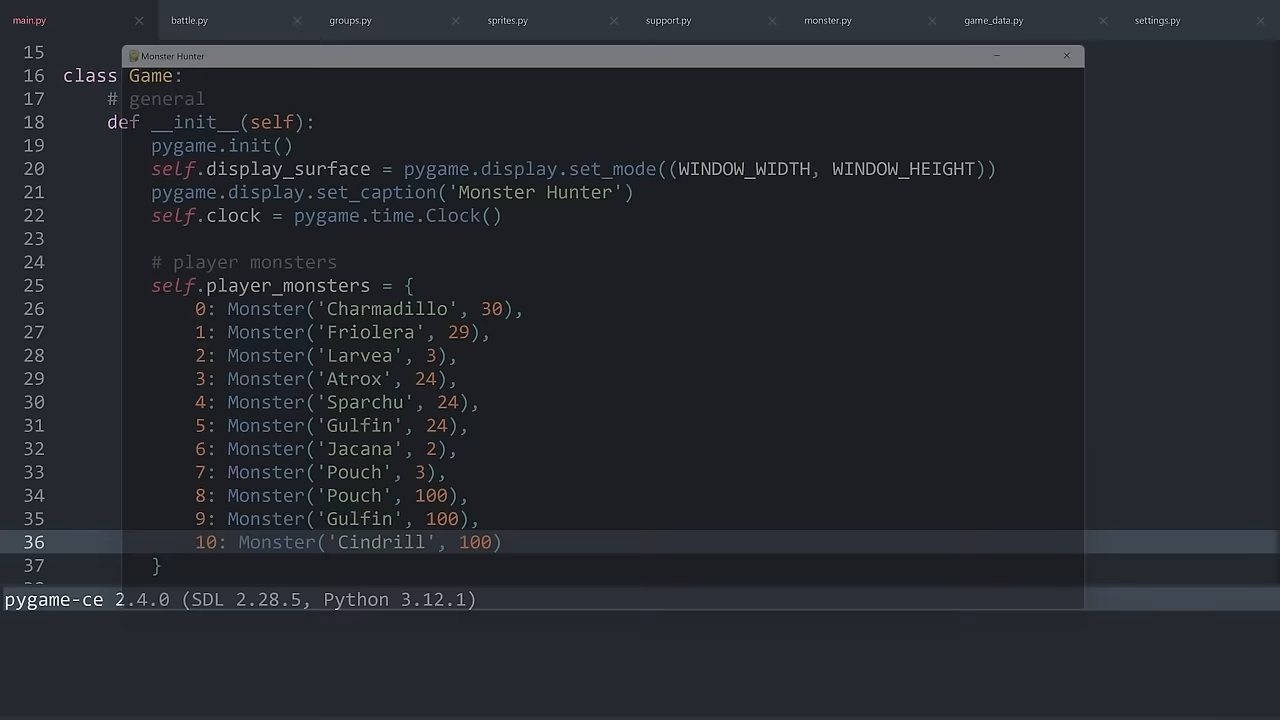 main.py battle.py groups.py sprites.py support.py monster.py game_data.py settings.py
Monster Hunter
15
16 class Game:
17 # general
18 def __init__(self):
19 pygame.init()
20 self.display_surface = pygame.display.set_mode((WINDOW_WIDTH, WINDOW_HEIGHT))
21 pygame.display.set_caption('Monster Hunter')
22 self.clock = pygame.time.Clock()
23
24 # player monsters
25 self.player_monsters = {
26 0: Monster('Charmadillo', 30),
27 1: Monster('Friolera', 29),
28 2: Monster('Larvea', 3),
29 3: Monster('Atrox', 24),
30 4: Monster('Sparchu', 24),
31 5: Monster('Gulfin', 24),
32 6: Monster('Jacana', 2),
33 7: Monster('Pouch', 3),
34 8: Monster('Pouch', 100),
35 9: Monster('Gulfin', 100),
36 10: Monster('Cindrill', 100)
37 }
pygame-ce 2.4.0 (SDL 2.28.5, Python 3.12.1)